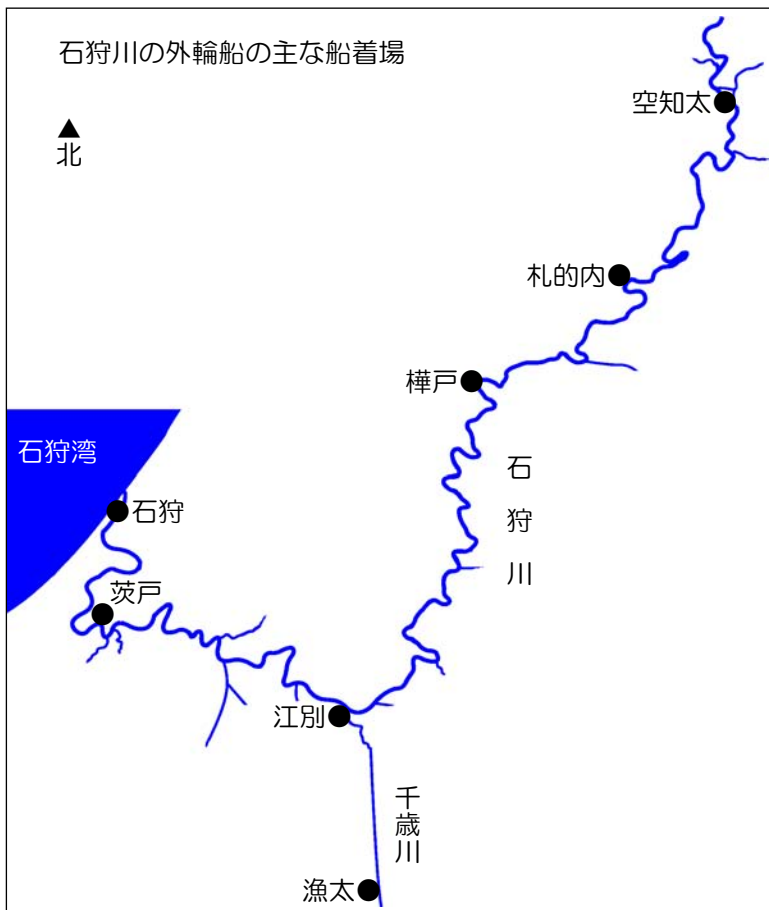 石狩川の外輪船の主な船着場
北
空知太
札的内
樺戸
石狩湾
石狩川
石狩
茨戸
江別
千歳川
漁太